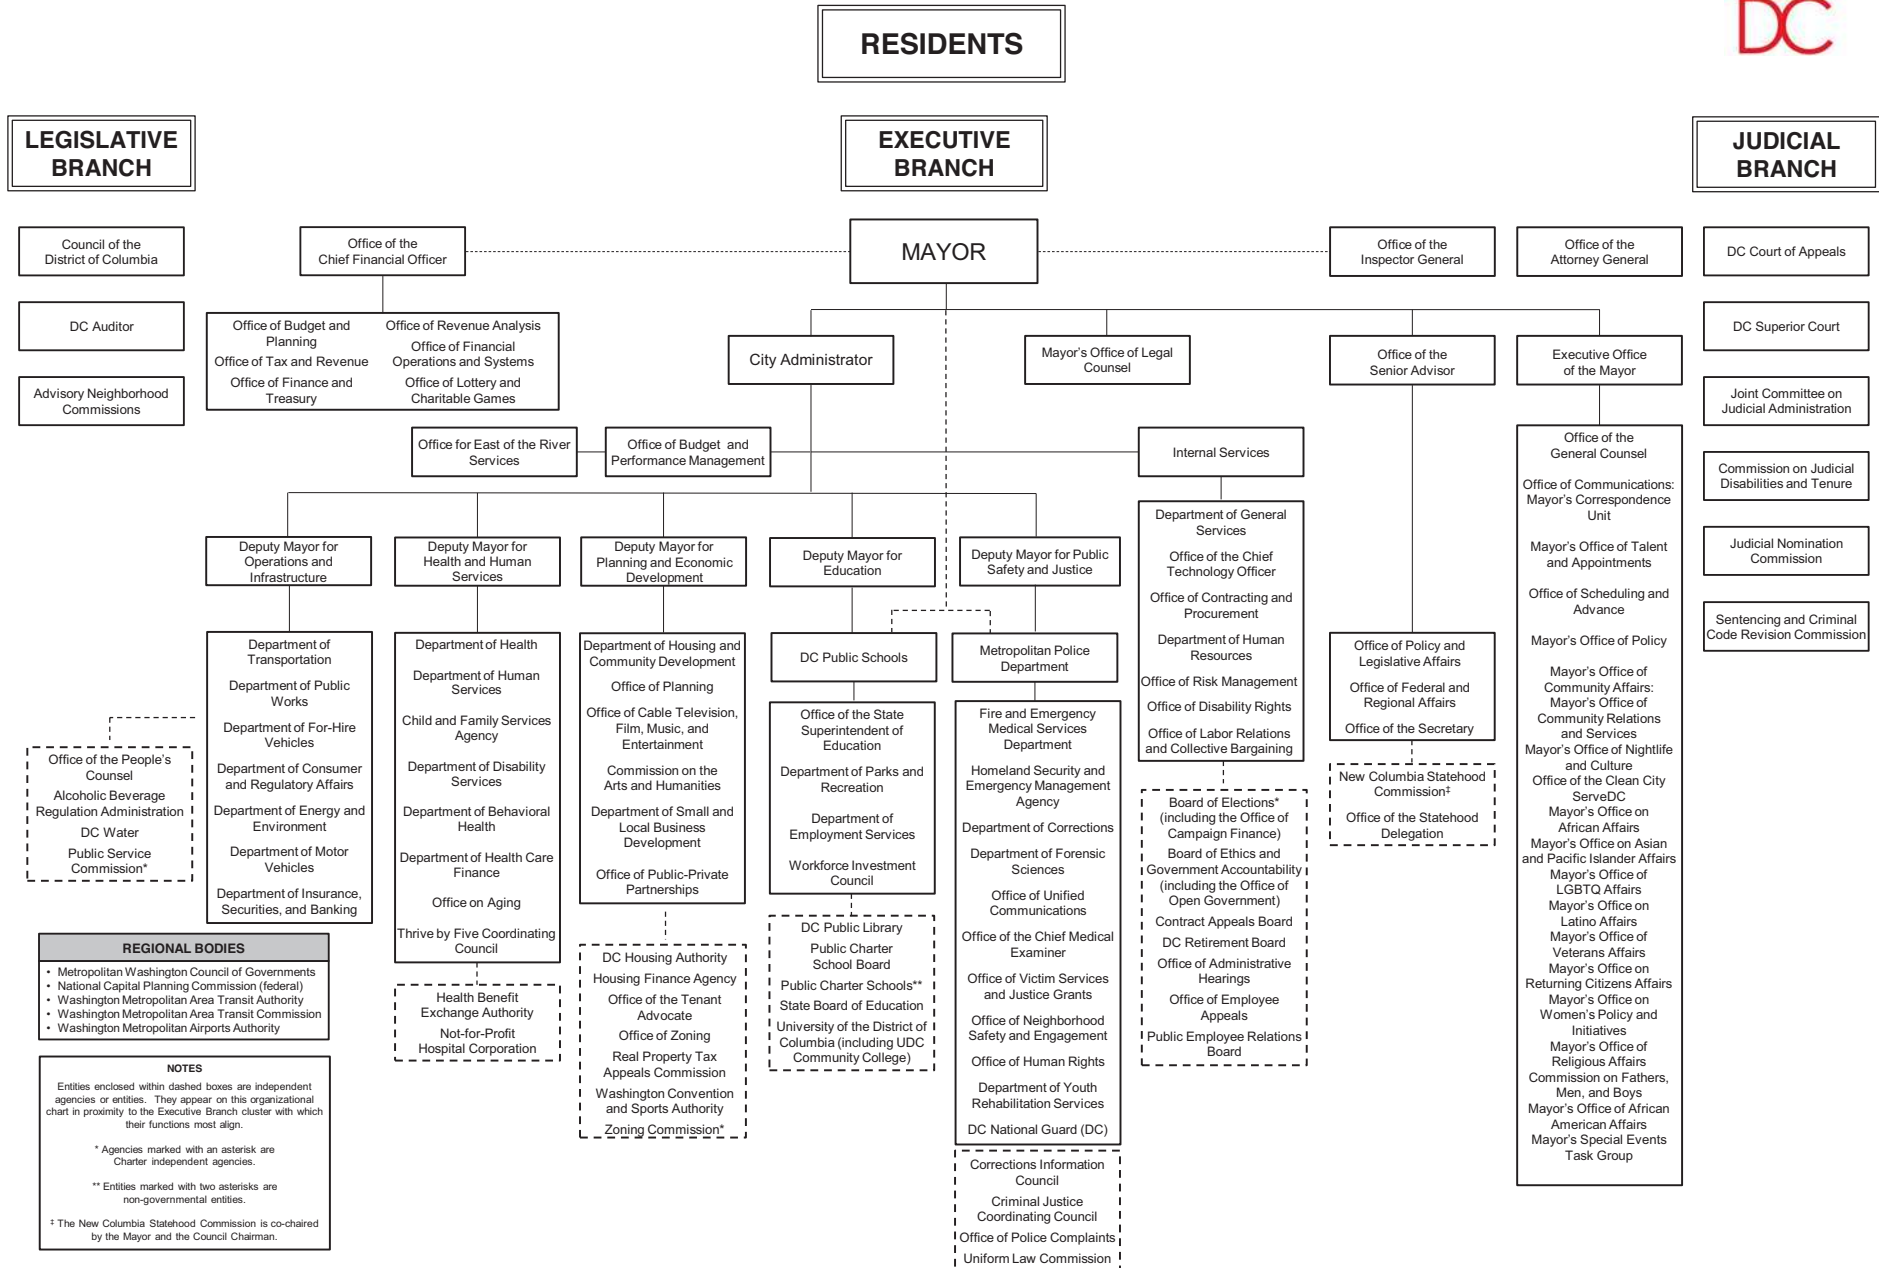 RESIDENTS
DC
LEGISLATIVE
BRANCH
EXECUTIVE
BRANCH
JUDICIAL
BRANCH
Council of the
District of Columbia
DC Auditor
Advisory Neighborhood
Commissions
Office of the
Chief Financial Officer
MAYOR
Office of the
Inspector General
Office of the
Attorney General
DC Court of Appeals
DC Superior Court
Joint Committee on
Judicial Administration
Commission on Judicial
Disabilities and Tenure
Judicial Nomination
Commission
Sentencing and Criminal
Code Revision Commission
Office of Budget and
Planning
Office of Tax and Revenue
Office of Finance and
Treasury
Office of Revenue Analysis
Office of Financial
Operations and Systems
Office of Lottery and
Charitable Games
City Administrator
Mayor's Office of Legal
Counsel
Office of the
Senior Advisor
Executive Office
of the Mayor
Office for East of the River
Services
Office of Budget and
Performance Management
Internal Services
Deputy Mayor for
Operations and
Infrastructure
Deputy Mayor for
Health and Human
Services
Deputy Mayor for
Planning and Economic
Development
Deputy Mayor for
Education
Deputy Mayor for Public
Safety and Justice
Department of
Transportation
Department of Public
Works
Department of For-Hire
Vehicles
Department of Consumer
and Regulatory Affairs
Department of Energy and
Environment
Department of Motor
Vehicles
Department of Insurance,
Securities, and Banking
Office of the People's
Counsel
Alcoholic Beverage
Regulation Administration
DC Water
Public Service
Commission*
Department of Health
Department of Human
Services
Child and Family Services
Agency
Department of Disability
Services
Department of Behavioral
Health
Department of Health Care
Finance
Office on Aging
Thrive by Five Coordinating
Council
Health Benefit
Exchange Authority
Not-for-Profit
Hospital Corporation
Department of Housing and
Community Development
Office of Planning
Office of Cable Television,
Film, Music, and
Entertainment
Commission on the
Arts and Humanities
Department of Small and
Local Business
Development
Office of Public-Private
Partnerships
DC Housing Authority
Housing Finance Agency
Office of the Tenant
Advocate
Office of Zoning
Real Property Tax
Appeals Commission
Washington Convention
and Sports Authority
Zoning Commission*
DC Public Schools
Office of the State
Superintendent of
Education
Department of Parks and
Recreation
Department of
Employment Services
Workforce Investment
Council
DC Public Library
Public Charter
School Board
Public Charter Schools**
State Board of Education
University of the District of
Columbia (including UDC
Community College)
Metropolitan Police
Department
Fire and Emergency
Medical Services
Department
Homeland Security and
Emergency Management
Agency
Department of Corrections
Department of Forensic
Sciences
Office of Unified
Communications
Office of the Chief Medical
Examiner
Office of Victim Services
and Justice Grants
Office of Neighborhood
Safety and Engagement
Office of Human Rights
Department of Youth
Rehabilitation Services
DC National Guard (DC)
Corrections Information
Council
Criminal Justice
Coordinating Council
Office of Police Complaints
Uniform Law Commission
Department of General
Services
Office of the Chief
Technology Officer
Office of Contracting and
Procurement
Department of Human
Resources
Office of Risk Management
Office of Disability Rights
Office of Labor Relations
and Collective Bargaining
Board of Elections*
(including the Office of
Campaign Finance)
Board of Ethics and
Government Accountability
(including the Office of
Open Government)
Contract Appeals Board
DC Retirement Board
Office of Administrative
Hearings
Office of Employee
Appeals
Public Employee Relations
Board
Office of Policy and
Legislative Affairs
Office of Federal and
Regional Affairs
Office of the Secretary
New Columbia Statehood
Commission‡
Office of the Statehood
Delegation
Office of the
General Counsel
Office of Communications:
Mayor's Correspondence
Unit
Mayor's Office of Talent
and Appointments
Office of Scheduling and
Advance
Mayor's Office of Policy
Mayor's Office of
Community Affairs:
Mayor's Office of
Community Relations
and Services
Mayor's Office of Nightlife
and Culture
Office of the Clean City
ServeDC
Mayor's Office on
African Affairs
Mayor's Office on Asian
and Pacific Islander Affairs
Mayor's Office of
LGBTQ Affairs
Mayor's Office on
Latino Affairs
Mayor's Office of
Veterans Affairs
Mayor's Office on
Returning Citizens Affairs
Mayor's Office on
Women's Policy and
Initiatives
Mayor's Office of
Religious Affairs
Commission on Fathers,
Men, and Boys
Mayor's Office of African
American Affairs
Mayor's Special Events
Task Group
REGIONAL BODIES
• Metropolitan Washington Council of Governments
• National Capital Planning Commission (federal)
• Washington Metropolitan Area Transit Authority
• Washington Metropolitan Area Transit Commission
• Washington Metropolitan Airports Authority
NOTES
Entities enclosed within dashed boxes are independent
agencies or entities. They appear on this organizational
chart in proximity to the Executive Branch cluster with which
their functions most align.
* Agencies marked with an asterisk are
Charter independent agencies.
** Entities marked with two asterisks are
non-governmental entities.
‡ The New Columbia Statehood Commission is co-chaired
by the Mayor and the Council Chairman.